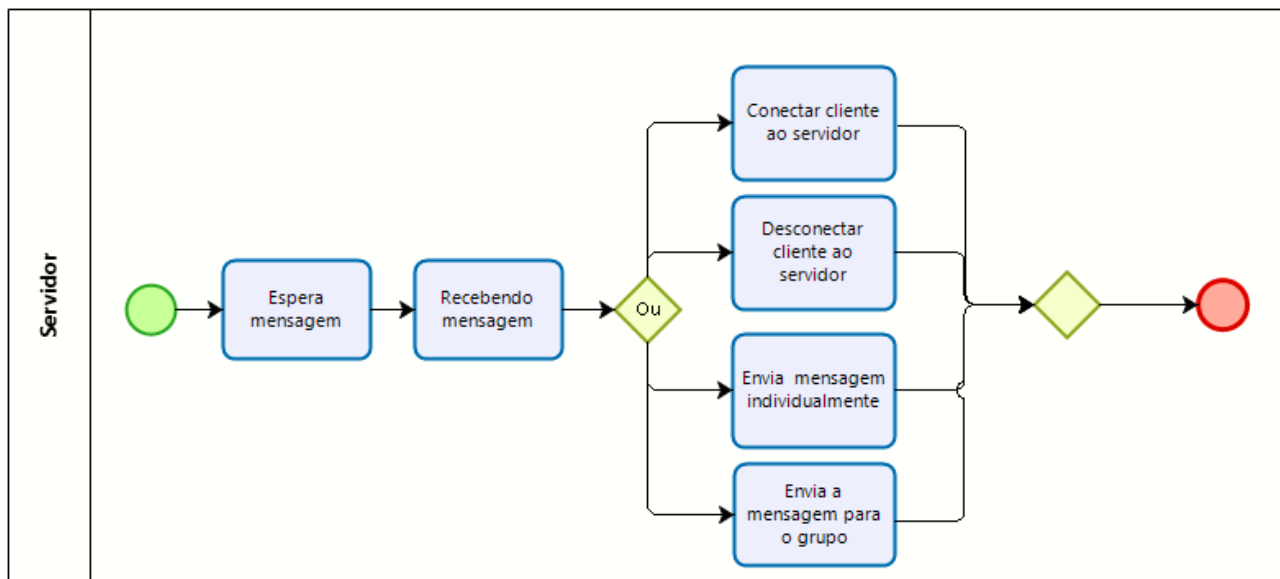 Servidor
Espera
mensagem
Recebendo
mensagem
Ou
Conectar cliente
ao servidor
Desconectar
cliente ao
servidor
Envia mensagem
individualmente
Envia a
mensagem para
o grupo